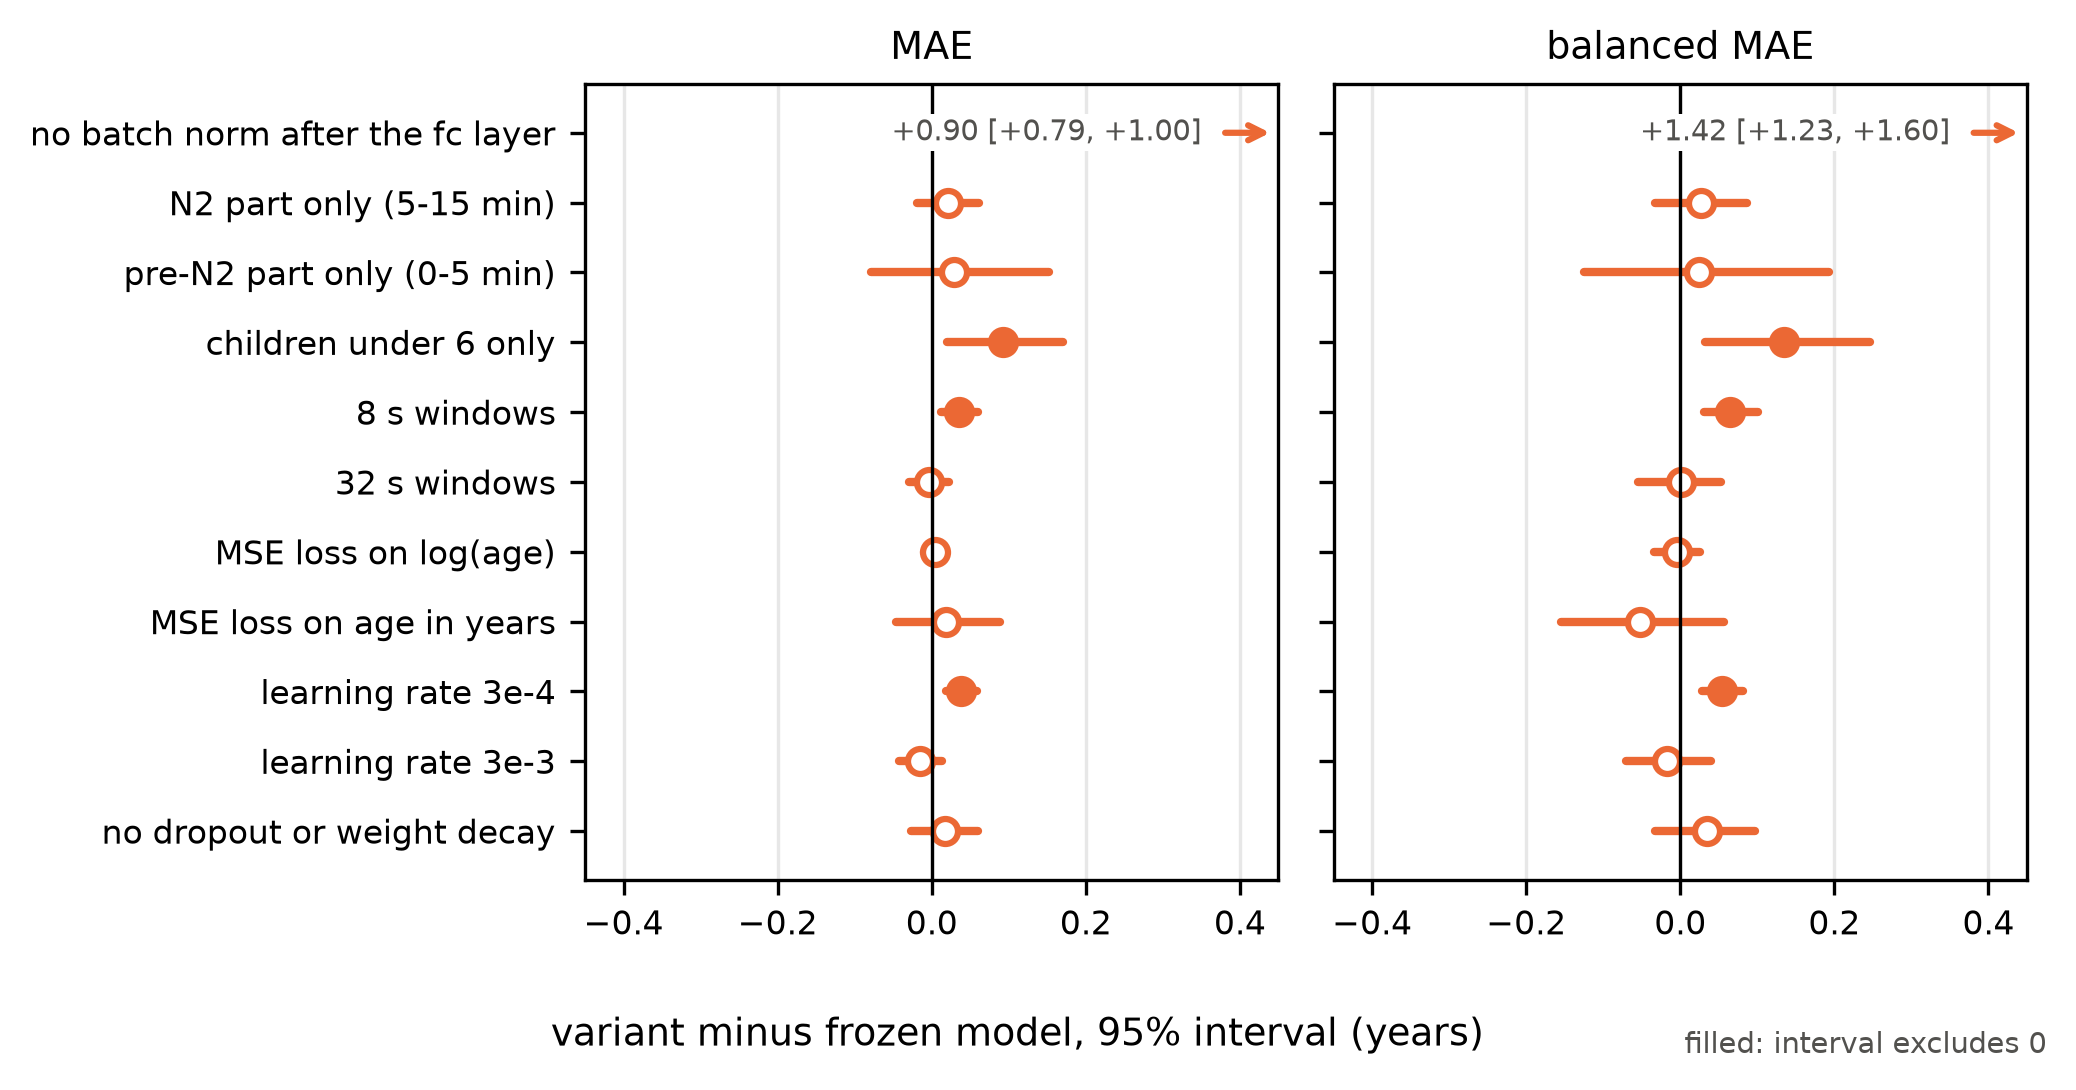 MAE
balanced MAE
no batch norm after the fc layer
+0.90 [+0.79, +1.00]
+1.42 [+1.23, +1.60]
N2 part only (5-15 min)
pre-N2 part only (0-5 min)
children under 6 only
8 s windows
32 s windows
MSE loss on log(age)
MSE loss on age in years
learning rate 3e-4
learning rate 3e-3
no dropout or weight decay
−0.4 −0.2 0.0 0.2 0.4
−0.4 −0.2 0.0 0.2 0.4
variant minus frozen model, 95% interval (years)
filled: interval excludes 0